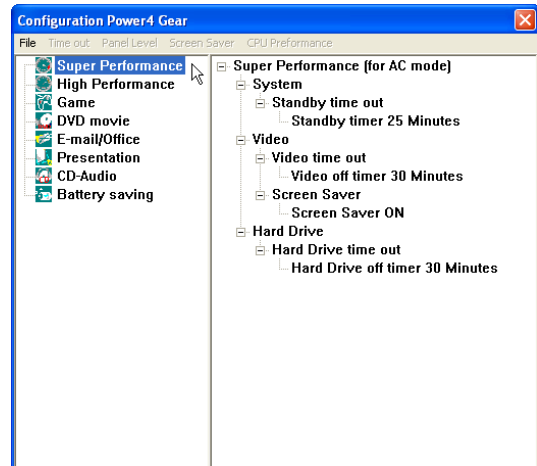 Configuration Power4 Gear
File Time out Panel Level Screen Saver CPU Preformance
Super Performance
High Performance
Game
DVD movie
E-mail/Office
Presentation
CD-Audio
Battery saving
Super Performance (for AC mode)
System
Standby time out
Standby timer 25 Minutes
Video
Video time out
Video off timer 30 Minutes
Screen Saver
Screen Saver ON
Hard Drive
Hard Drive time out
Hard Drive off timer 30 Minutes